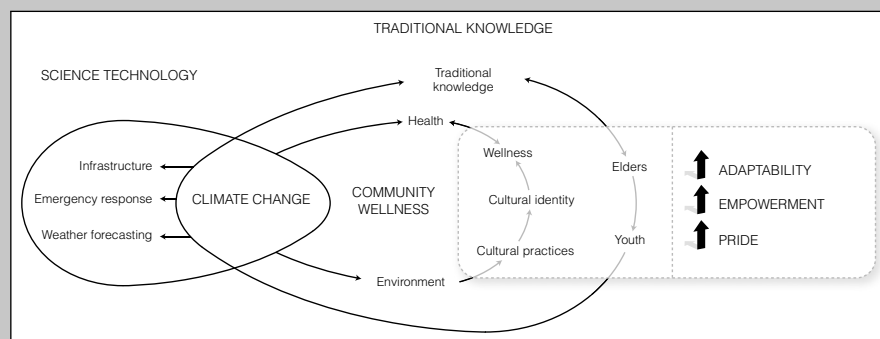 TRADITIONAL KNOWLEDGE
SCIENCE TECHNOLOGY
Traditional
knowledge
Health
Wellness
Infrastructure
Elders
ADAPTABILITY
Emergency response
CLIMATE CHANGE
COMMUNITY
WELLNESS
Cultural identity
EMPOWERMENT
Weather forecasting
Cultural practices
Youth
PRIDE
Environment